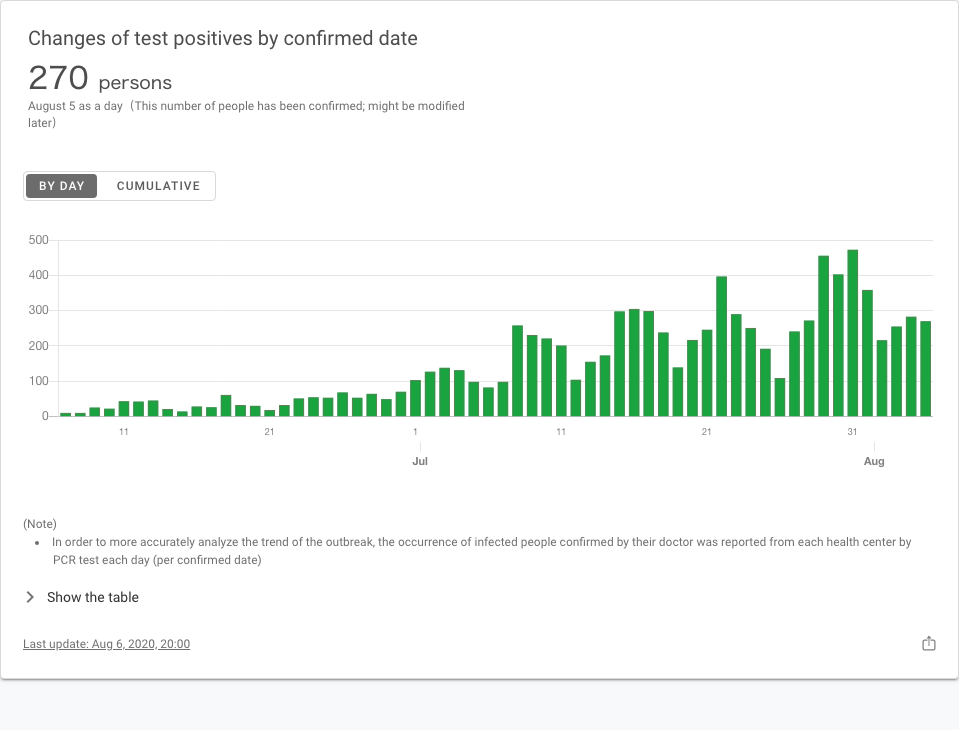 Changes of test positives by confirmed date
270 persons
August 5 as a day（This number of people has been confirmed; might be modified
later）
BY DAY CUMULATIVE
500
400
300
200
100
0
11 21 1 11 21 31
Jul Aug
(Note)
• In order to more accurately analyze the trend of the outbreak, the occurrence of infected people confirmed by their doctor was reported from each health center by
PCR test each day (per confirmed date)
Show the table
Last update: Aug 6, 2020, 20:00